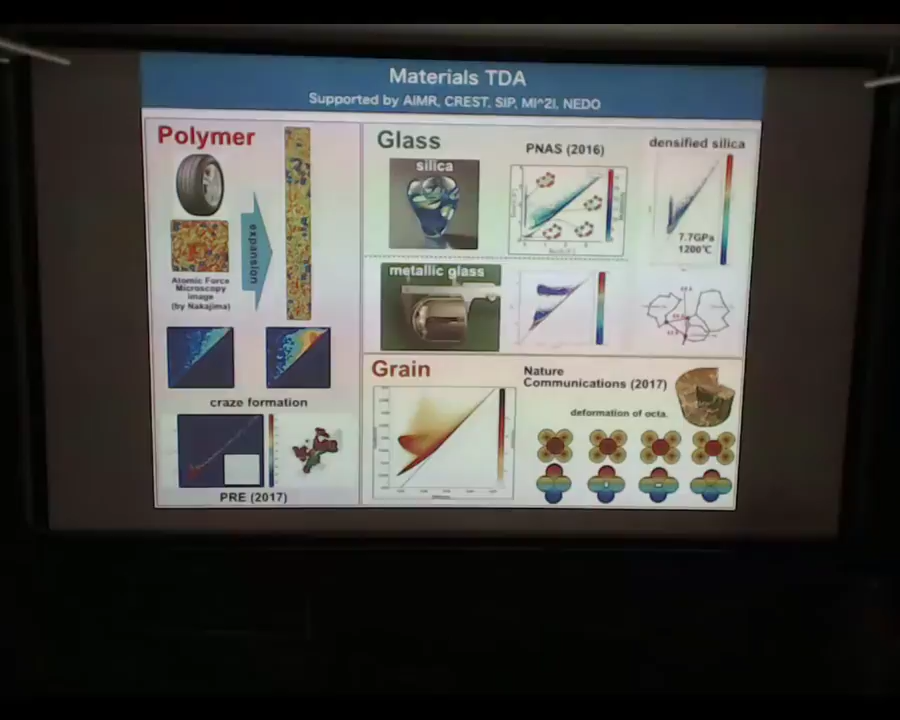 Materials TDA
Supported by AIMR, CREST, SIP, MI^2I, NEDO
Polymer
expansion
Atomic Force
Microscopy
image
(by Nakajima)
craze formation
PRE (2017)
Glass
silica
PNAS (2016)
densified silica
7.7GPa
1200℃
metallic glass
Grain
Nature
Communications (2017)
deformation of octa.